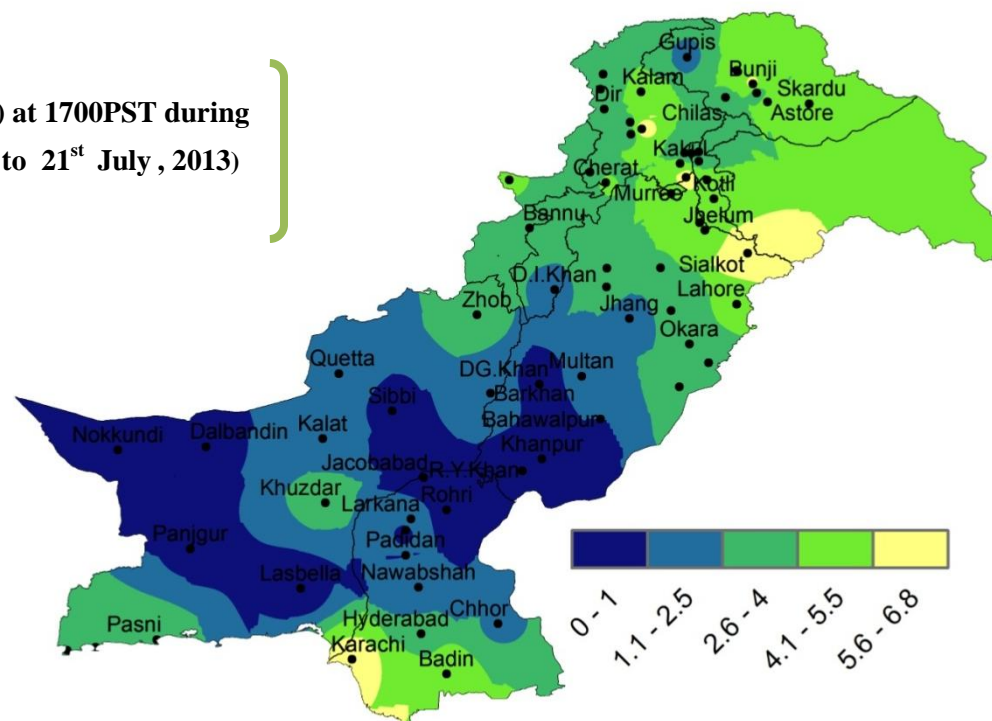 ) at 1700PST during
to 21st July , 2013)
Gupis
Bunji
Kalam
Skardu
Dir
Astore
Chilas
Kakul
Cherat
Kotli
Murree
Bannu
Jhelum
Sialkot
D.I.Khan
Lahore
Zhob
Jhang
Okara
Quetta
DG.Khan
Multan
Sibbi
Barkhan
Bahawalpur
Kalat
Nokkundi
Dalbandin
Khanpur
Jacobabad
R.Y.Khan
Khuzdar
Rohri
Larkana
Panjgur
Padidan
Lasbella
Nawabshah
Chhor
Pasni
Hyderabad
Karachi
Badin
0 - 1
1.1 - 2.5
2.6 - 4
4.1 - 5.5
5.6 - 6.8